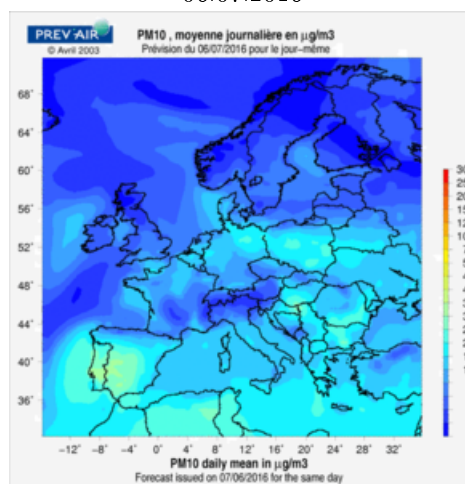 PREV'AIR
© Avril 2003
PM10 , moyenne journalière en µg/m3
Prévision du 06/07/2016 pour le jour-même
68°
64°
60°
56°
52°
48°
44°
40°
36°
-12° -8° -4° 0° 4° 8° 12° 16° 20° 24° 28° 32°
PM10 daily mean in µg/m3
Forecast issued on 07/06/2016 for the same day